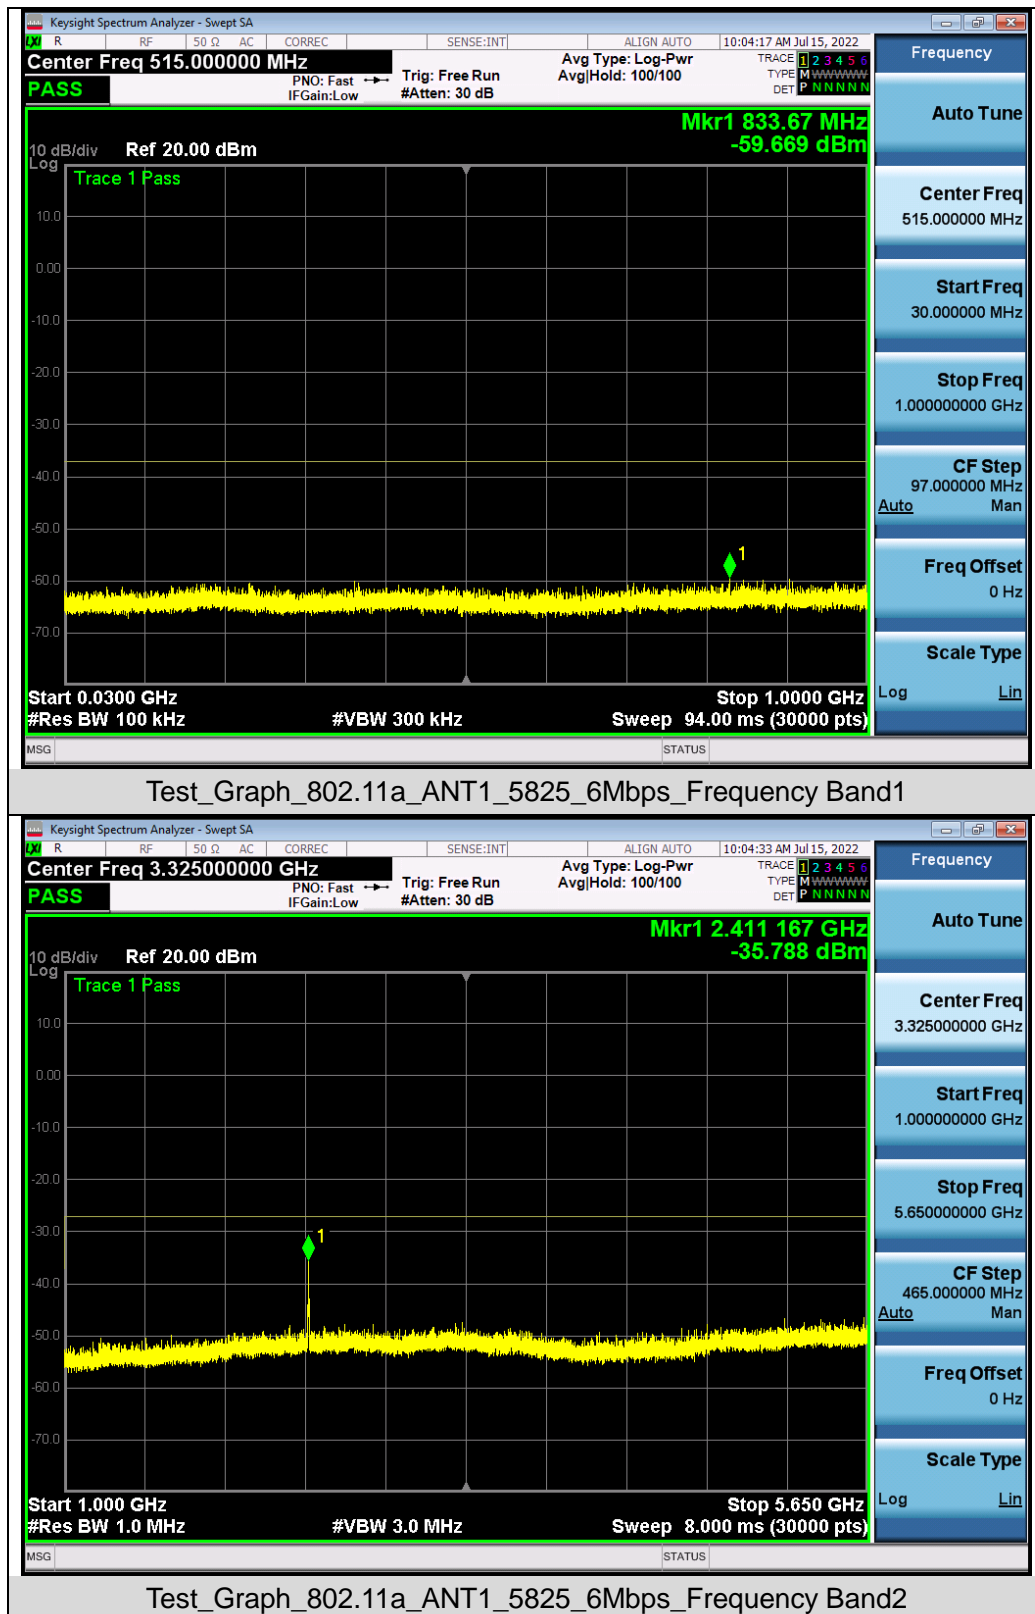 Keysight Spectrum Analyzer - Swept SA
LXI R RF 50 Ω AC CORREC SENSE:INT ALIGN AUTO 10:04:17 AM Jul 15, 2022
Center Freq 515.000000 MHz
PASS
PNO: Fast
IFGain:Low
Trig: Free Run
#Atten: 30 dB
Avg Type: Log-Pwr
Avg|Hold: 100/100
TRACE 1 2 3 4 5 6
TYPE M WWWWW
DET P N N N N N
Mkr1 833.67 MHz
-59.669 dBm
10 dB/div Ref 20.00 dBm
Log
Trace 1 Pass
10.0
0.00
-10.0
-20.0
-30.0
-40.0
-50.0
-60.0
-70.0
1
Start 0.0300 GHz Stop 1.0000 GHz
#Res BW 100 kHz #VBW 300 kHz Sweep 94.00 ms (30000 pts)
MSG STATUS
Frequency
Auto Tune
Center Freq
515.000000 MHz
Start Freq
30.000000 MHz
Stop Freq
1.000000000 GHz
CF Step
97.000000 MHz
Auto Man
Freq Offset
0 Hz
Scale Type
Log Lin
Test_Graph_802.11a_ANT1_5825_6Mbps_Frequency Band1
Keysight Spectrum Analyzer - Swept SA
LXI R RF 50 Ω AC CORREC SENSE:INT ALIGN AUTO 10:04:33 AM Jul 15, 2022
Center Freq 3.325000000 GHz
PASS
PNO: Fast
IFGain:Low
Trig: Free Run
#Atten: 30 dB
Avg Type: Log-Pwr
Avg|Hold: 100/100
TRACE 1 2 3 4 5 6
TYPE M WWWWW
DET P N N N N N
Mkr1 2.411 167 GHz
-35.788 dBm
10 dB/div Ref 20.00 dBm
Log
Trace 1 Pass
10.0
0.00
-10.0
-20.0
-30.0
-40.0
-50.0
-60.0
-70.0
1
Start 1.000 GHz Stop 5.650 GHz
#Res BW 1.0 MHz #VBW 3.0 MHz Sweep 8.000 ms (30000 pts)
MSG STATUS
Frequency
Auto Tune
Center Freq
3.325000000 GHz
Start Freq
1.000000000 GHz
Stop Freq
5.650000000 GHz
CF Step
465.000000 MHz
Auto Man
Freq Offset
0 Hz
Scale Type
Log Lin
Test_Graph_802.11a_ANT1_5825_6Mbps_Frequency Band2